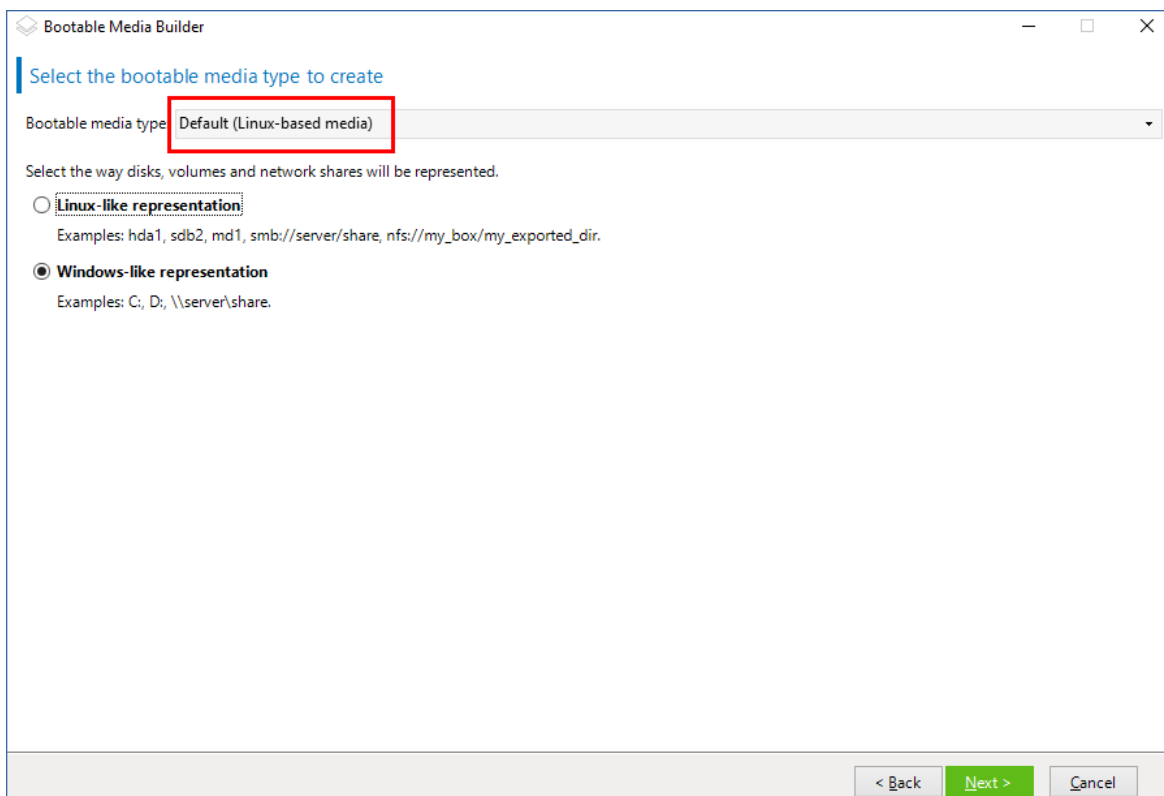 Bootable Media Builder
Select the bootable media type to create
Bootable media type: Default (Linux-based media)
Select the way disks, volumes and network shares will be represented.
Linux-like representation
Examples: hda1, sdb2, md1, smb://server/share, nfs://my_box/my_exported_dir.
Windows-like representation
Examples: C:, D:, \\server\share.
< Back Next > Cancel